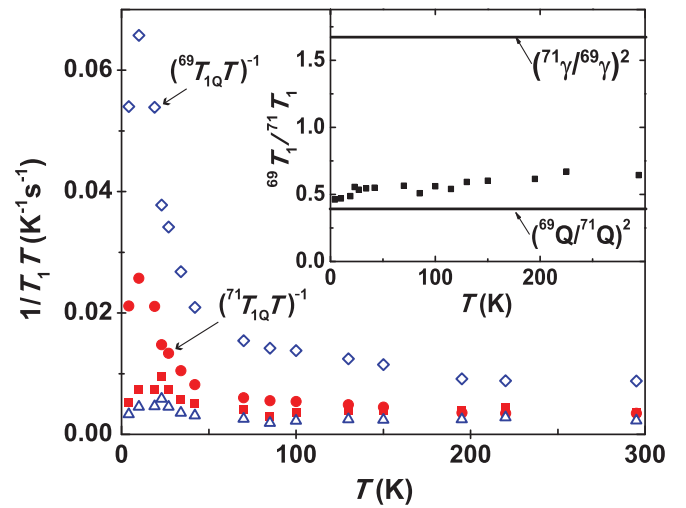 0.06
0.04
0.02
0.00
1/T₁T (K⁻¹s⁻¹)
0 100 200 300
T (K)
(⁶⁹T₁QT)⁻¹
(⁷¹T₁QT)⁻¹
1.5
1.0
0.5
0.0
⁶⁹T₁/⁷¹T₁
0 100 200
T (K)
(⁷¹γ/⁶⁹γ)²
(⁶⁹Q/⁷¹Q)²